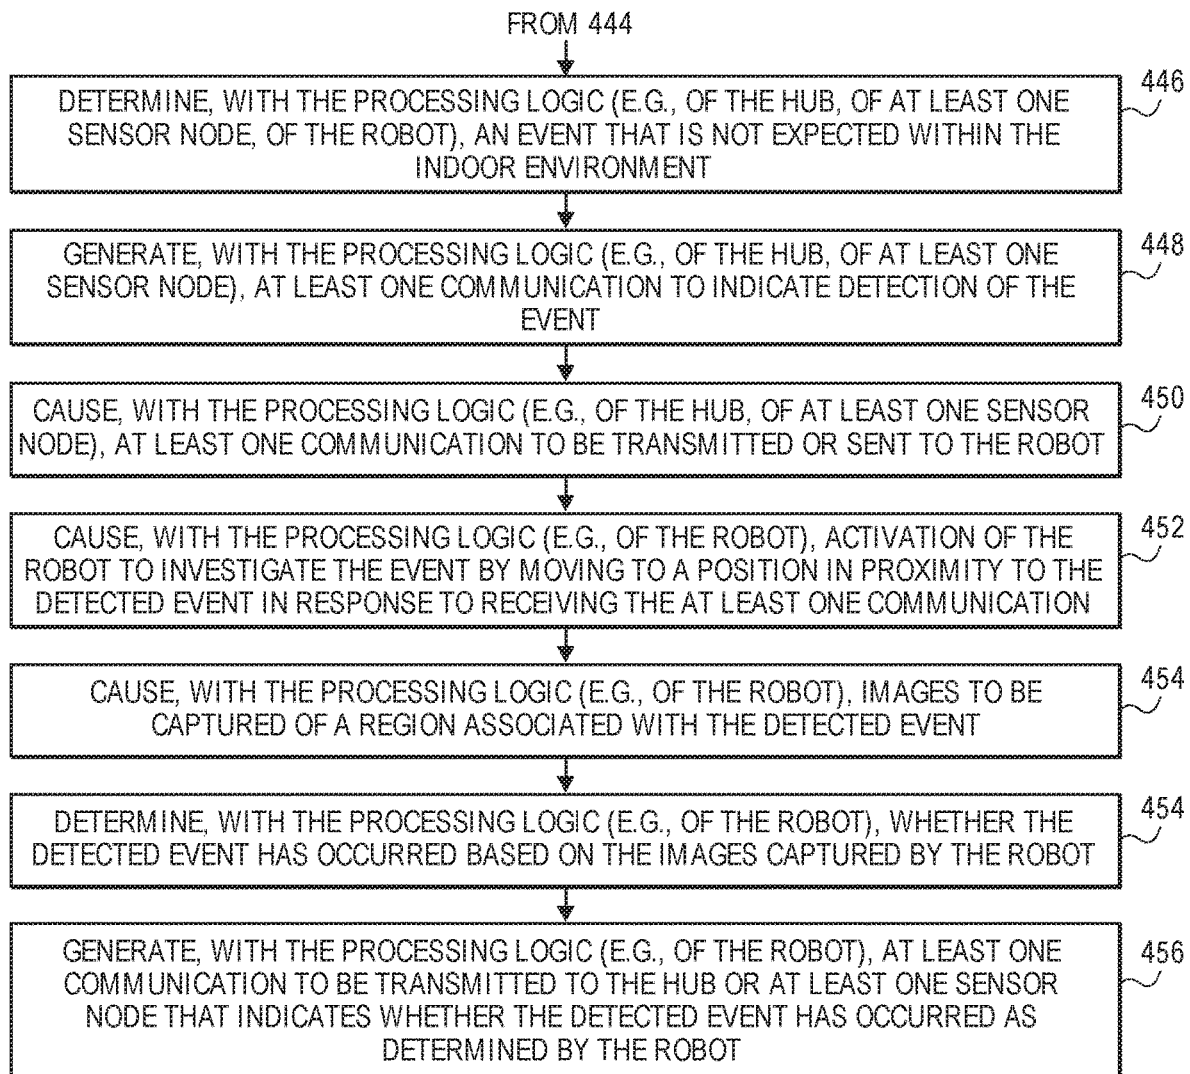 FROM 444
446
DETERMINE, WITH THE PROCESSING LOGIC (E.G., OF THE HUB, OF AT LEAST ONE
SENSOR NODE, OF THE ROBOT), AN EVENT THAT IS NOT EXPECTED WITHIN THE
INDOOR ENVIRONMENT
448
GENERATE, WITH THE PROCESSING LOGIC (E.G., OF THE HUB, OF AT LEAST ONE
SENSOR NODE), AT LEAST ONE COMMUNICATION TO INDICATE DETECTION OF THE
EVENT
450
CAUSE, WITH THE PROCESSING LOGIC (E.G., OF THE HUB, OF AT LEAST ONE SENSOR
NODE), AT LEAST ONE COMMUNICATION TO BE TRANSMITTED OR SENT TO THE ROBOT
452
CAUSE, WITH THE PROCESSING LOGIC (E.G., OF THE ROBOT), ACTIVATION OF THE
ROBOT TO INVESTIGATE THE EVENT BY MOVING TO A POSITION IN PROXIMITY TO THE
DETECTED EVENT IN RESPONSE TO RECEIVING THE AT LEAST ONE COMMUNICATION
454
CAUSE, WITH THE PROCESSING LOGIC (E.G., OF THE ROBOT), IMAGES TO BE
CAPTURED OF A REGION ASSOCIATED WITH THE DETECTED EVENT
454
DETERMINE, WITH THE PROCESSING LOGIC (E.G., OF THE ROBOT), WHETHER THE
DETECTED EVENT HAS OCCURRED BASED ON THE IMAGES CAPTURED BY THE ROBOT
456
GENERATE, WITH THE PROCESSING LOGIC (E.G., OF THE ROBOT), AT LEAST ONE
COMMUNICATION TO BE TRANSMITTED TO THE HUB OR AT LEAST ONE SENSOR
NODE THAT INDICATES WHETHER THE DETECTED EVENT HAS OCCURRED AS
DETERMINED BY THE ROBOT